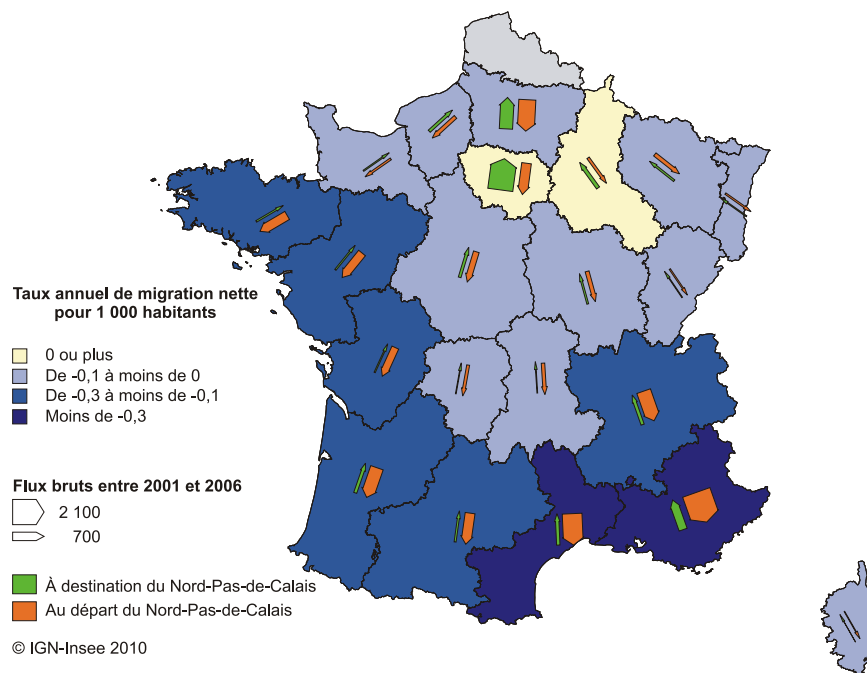 Taux annuel de migration nette
pour 1 000 habitants
0 ou plus
De -0,1 à moins de 0
De -0,3 à moins de -0,1
Moins de -0,3
Flux bruts entre 2001 et 2006
2 100
700
À destination du Nord-Pas-de-Calais
Au départ du Nord-Pas-de-Calais
© IGN-Insee 2010